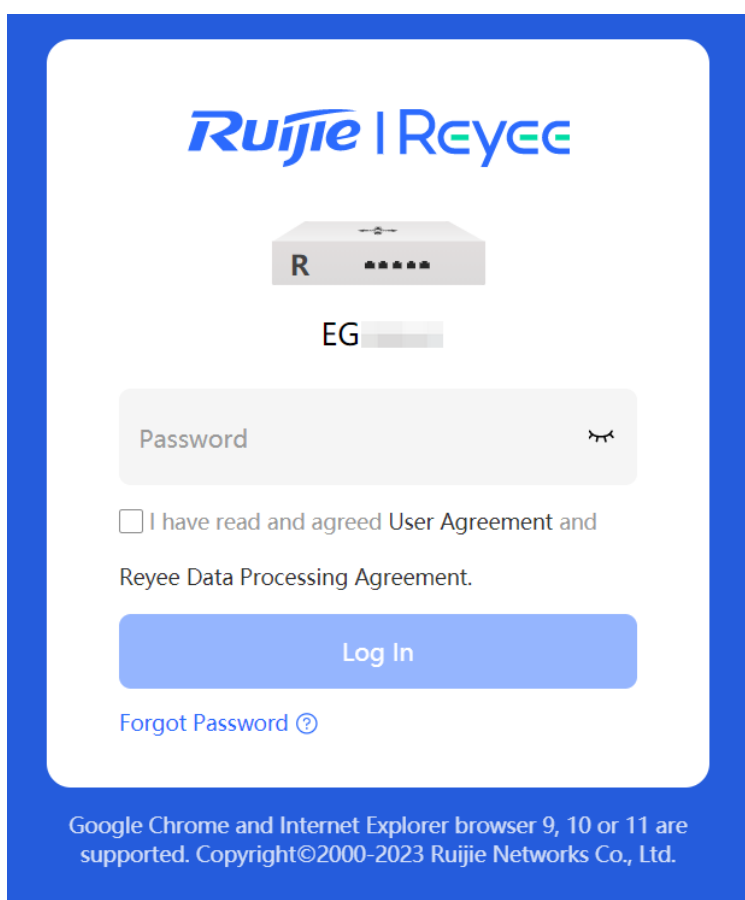 Ruijie | Reyee
R
EG
Password
I have read and agreed User Agreement and
Reyee Data Processing Agreement.
Log In
Forgot Password ?
Google Chrome and Internet Explorer browser 9, 10 or 11 are
supported. Copyright©2000-2023 Ruijie Networks Co., Ltd.